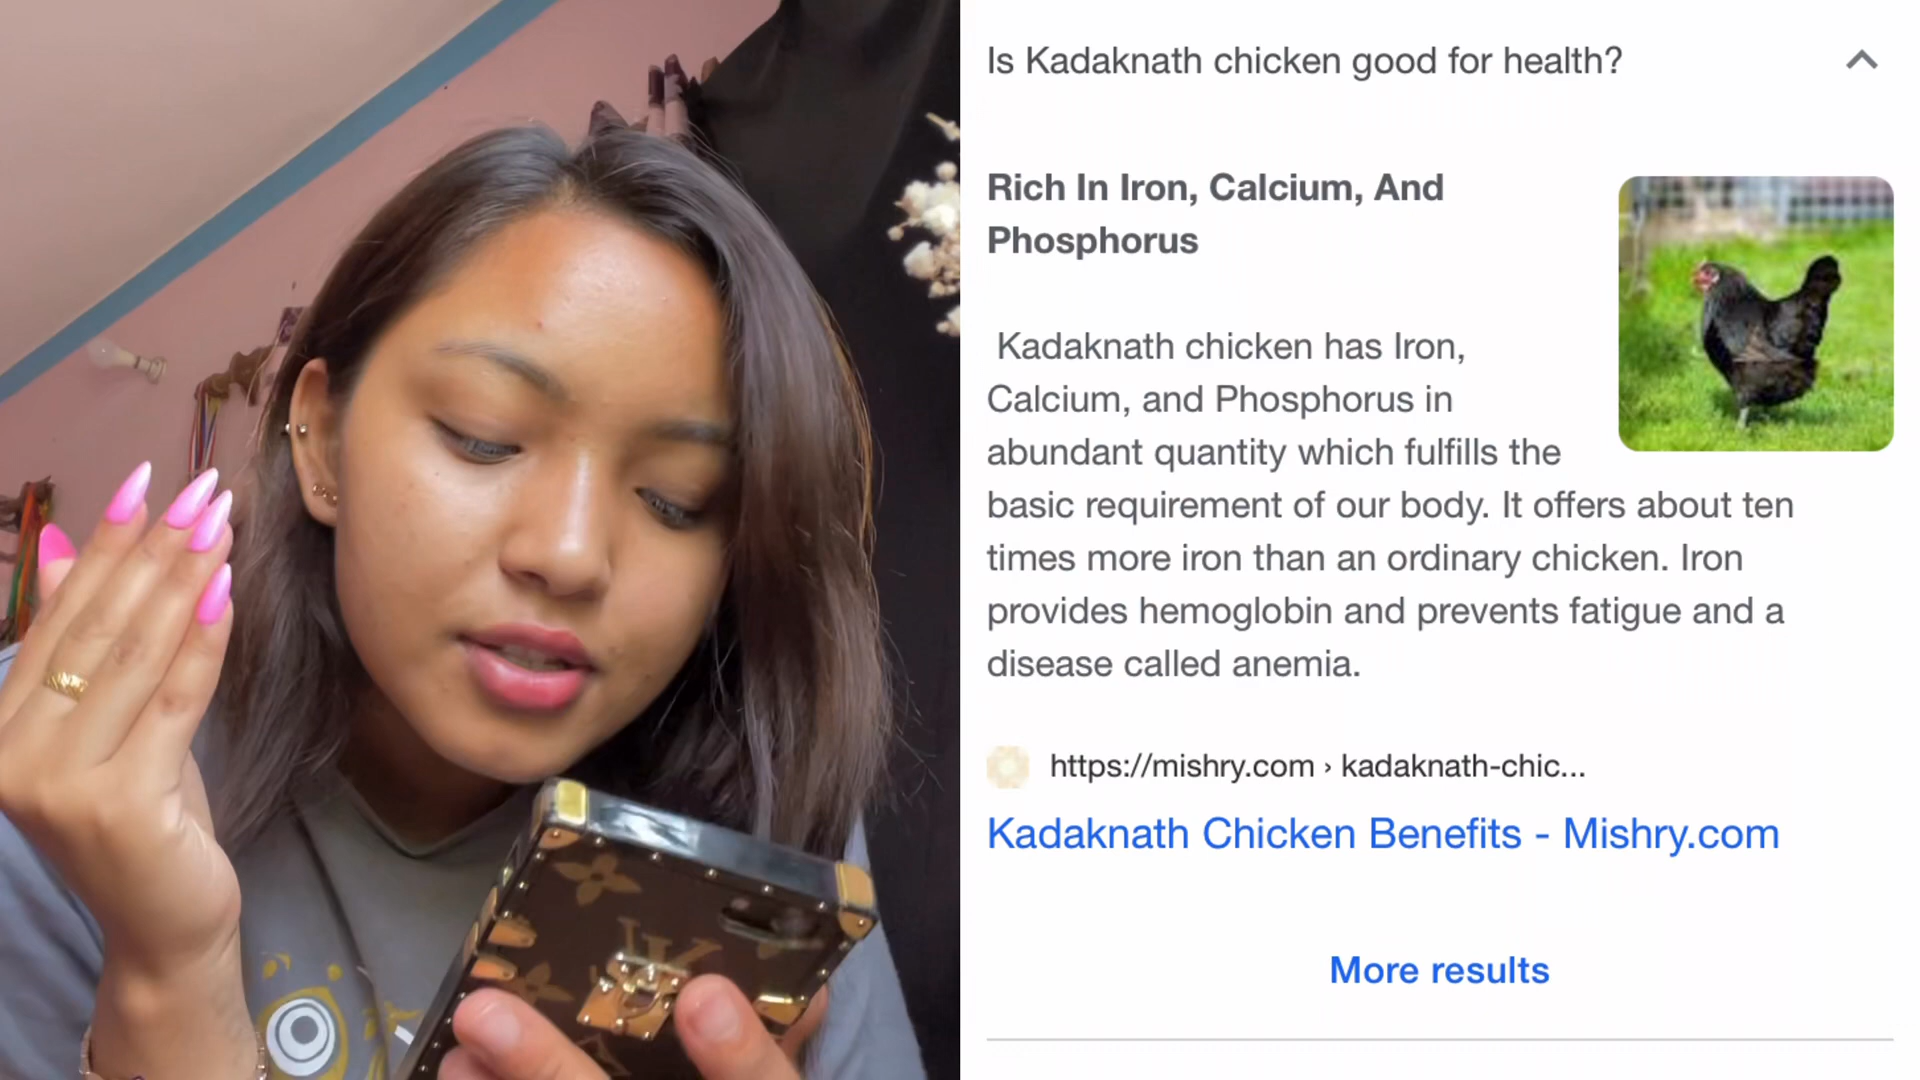 Is Kadaknath chicken good for health?
Rich In Iron, Calcium, And
Phosphorus
Kadaknath chicken has Iron,
Calcium, and Phosphorus in
abundant quantity which fulfills the
basic requirement of our body. It offers about ten
times more iron than an ordinary chicken. Iron
provides hemoglobin and prevents fatigue and a
disease called anemia.
https://mishry.com › kadaknath-chic...
Kadaknath Chicken Benefits - Mishry.com
More results
LV